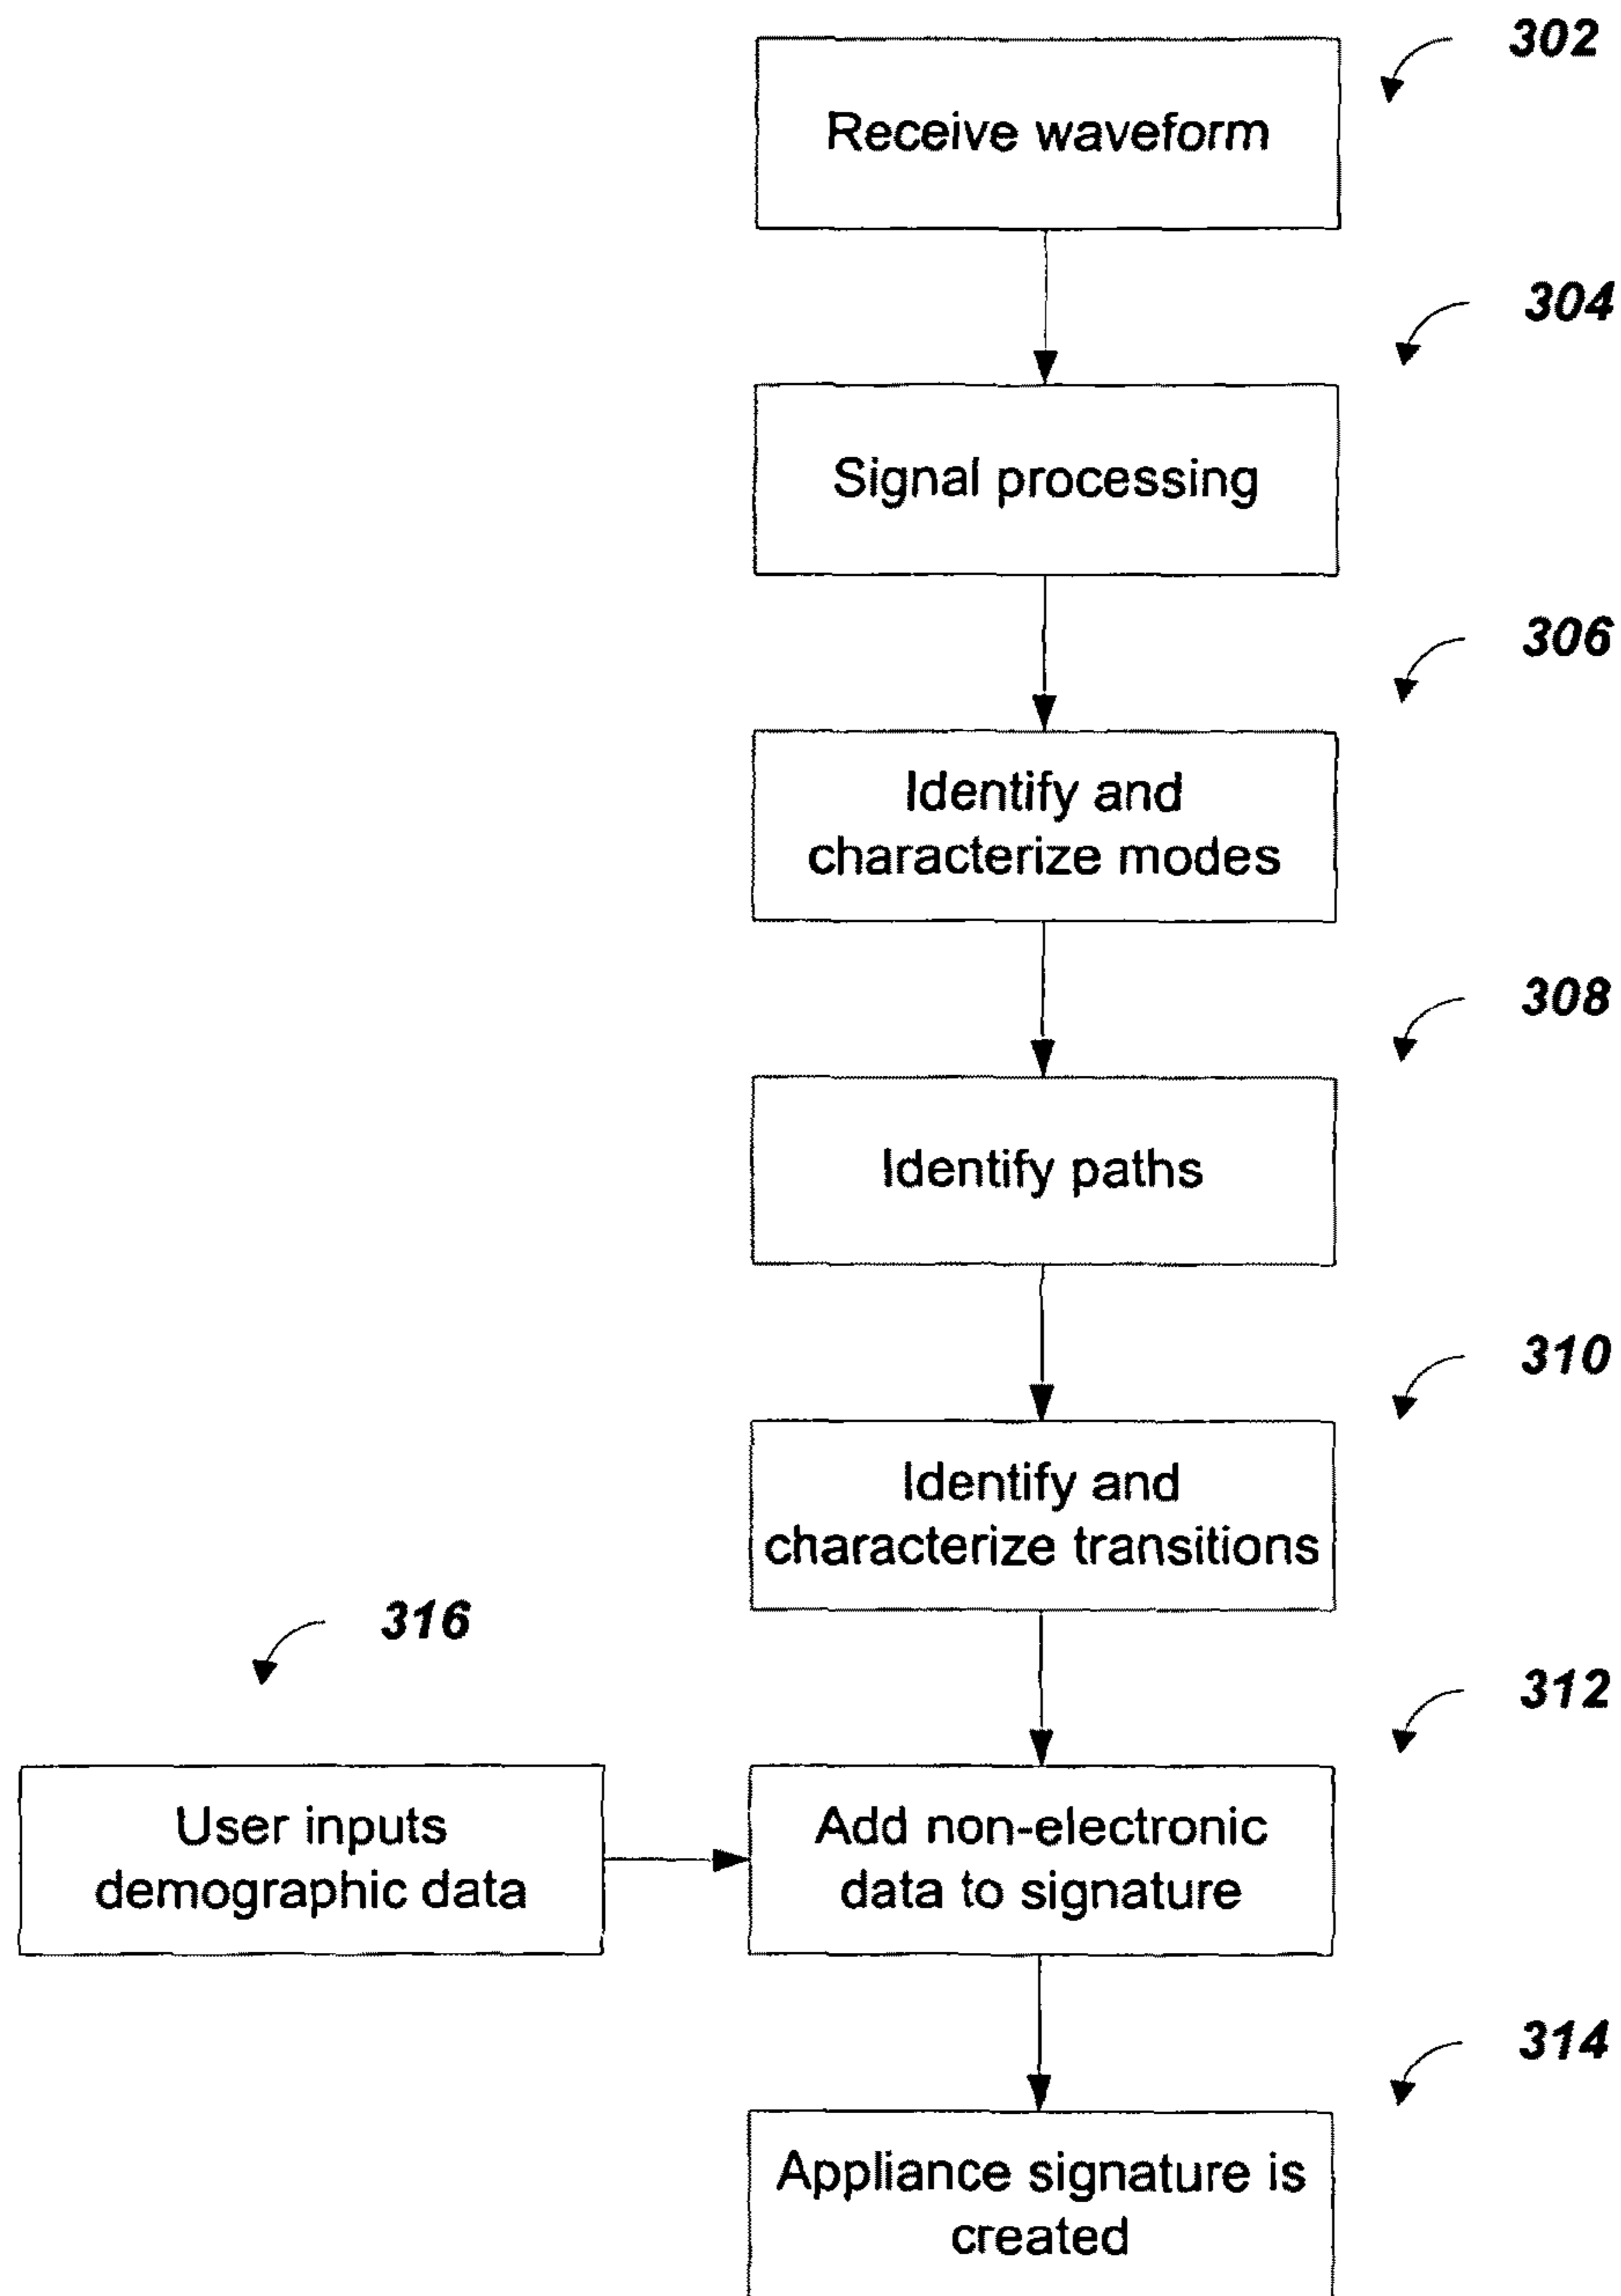 302
Receive waveform
304
Signal processing
306
Identify and
characterize modes
308
Identify paths
310
Identify and
characterize transitions
316
312
User inputs
demographic data
Add non-electronic
data to signature
314
Appliance signature is
created